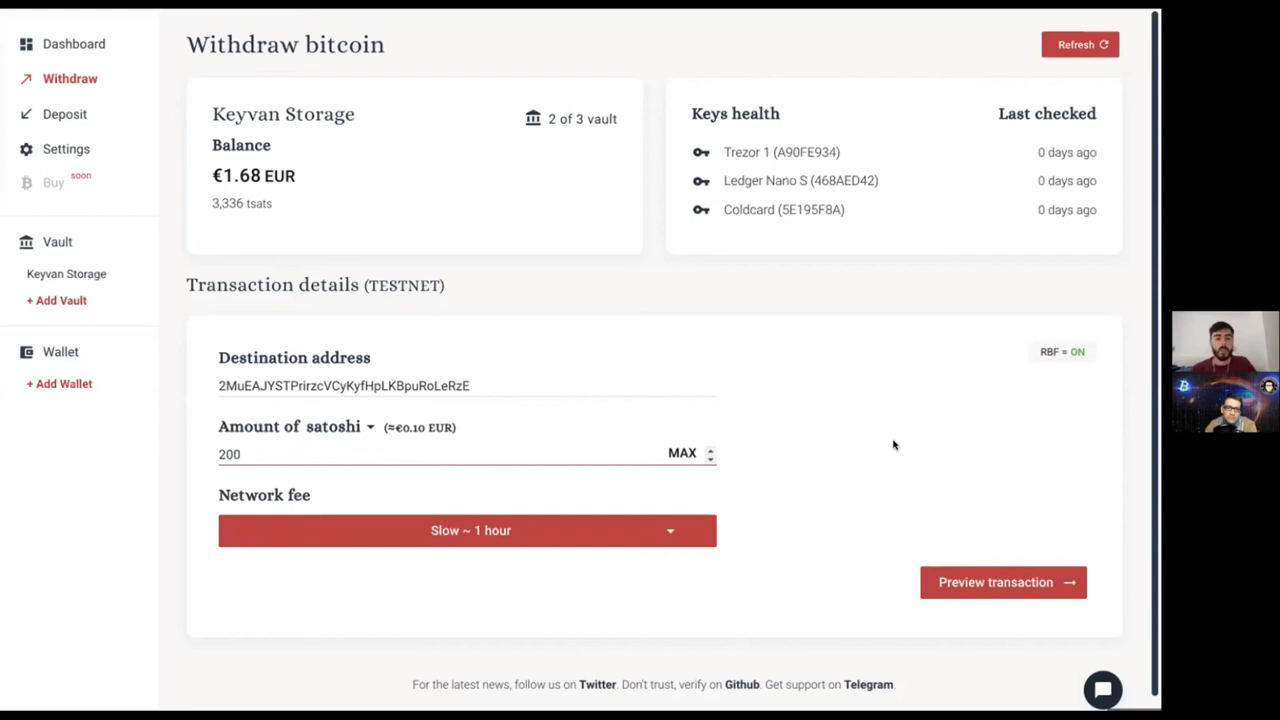 Dashboard
Withdraw
Deposit
Settings
Buy soon
Vault
Keyvan Storage
+ Add Vault
Wallet
+ Add Wallet
Withdraw bitcoin
Refresh
Keyvan Storage
2 of 3 vault
Balance
€1.68 EUR
3,336 tsats
Keys health Last checked
Trezor 1 (A90FE934) 0 days ago
Ledger Nano S (468AED42) 0 days ago
Coldcard (5E195F8A) 0 days ago
Transaction details (TESTNET)
Destination address
RBF = ON
2MuEAJYSTPrirzcVCyKyfHpLKBpuRoLeRzE
Amount of satoshi (≈€0.10 EUR)
200 MAX
Network fee
Slow ~ 1 hour
Preview transaction →
For the latest news, follow us on Twitter. Don't trust, verify on Github. Get support on Telegram.